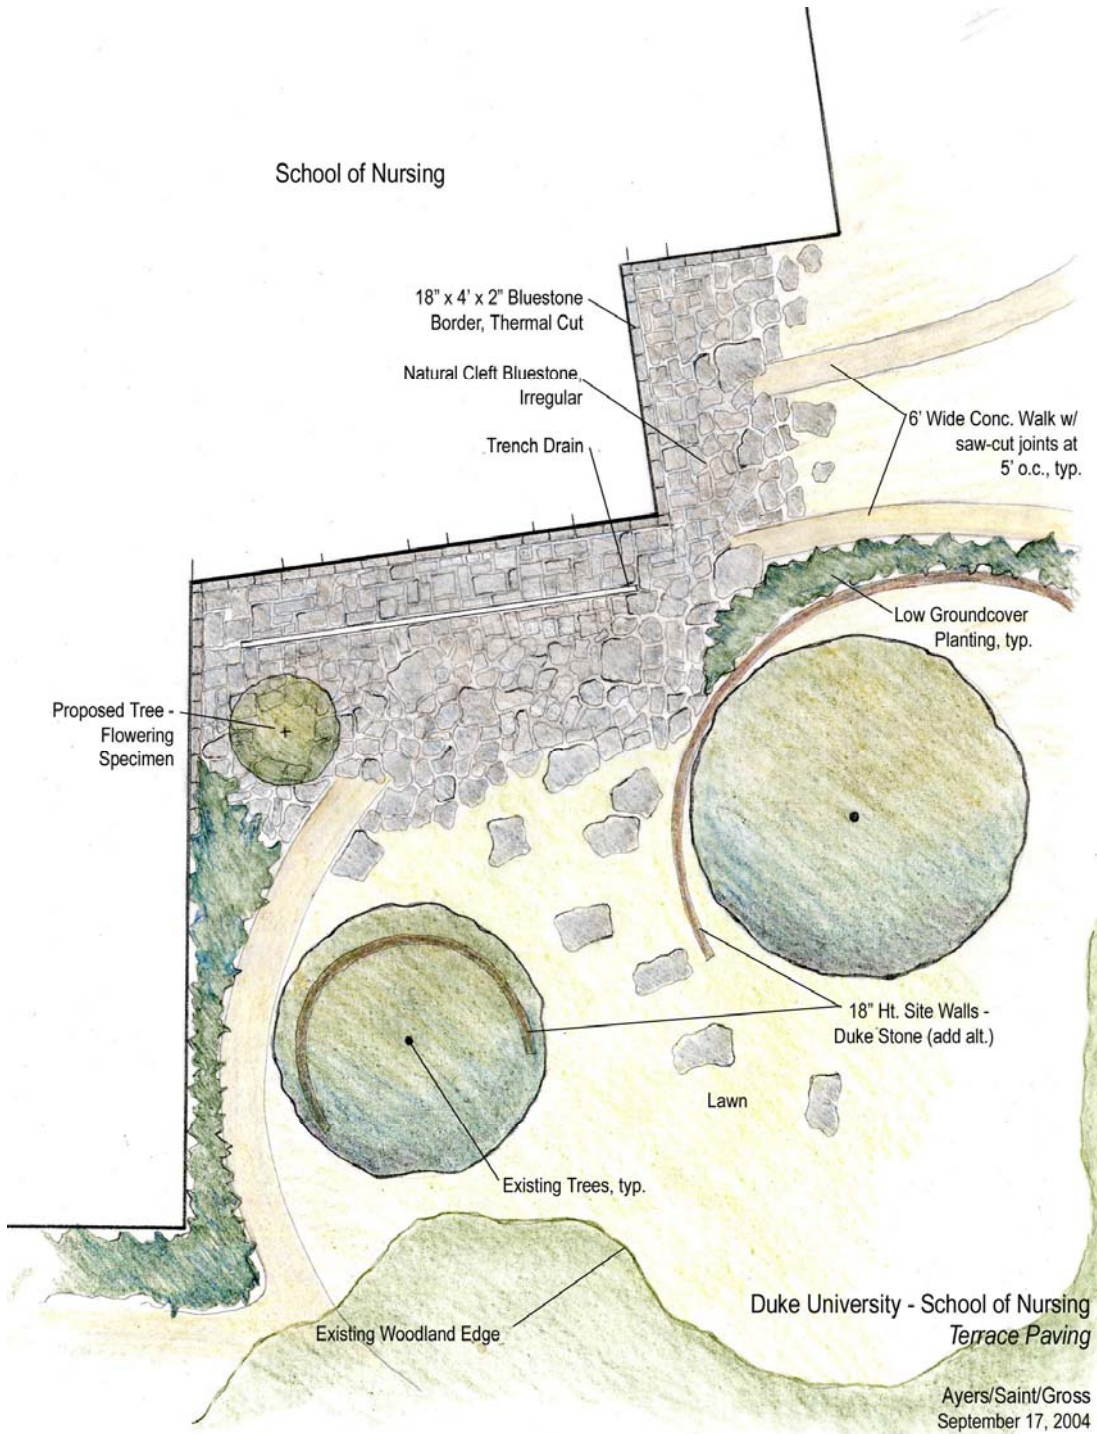 School of Nursing
18" x 4' x 2" Bluestone
Border, Thermal Cut
Natural Cleft Bluestone,
Irregular
Trench Drain
6' Wide Conc. Walk w/
saw-cut joints at
5' o.c., typ.
Low Groundcover
Planting, typ.
Proposed Tree -
Flowering
Specimen
18" Ht. Site Walls -
Duke Stone (add alt.)
Lawn
Existing Trees, typ.
Existing Woodland Edge
Duke University - School of Nursing
Terrace Paving
Ayers/Saint/Gross
September 17, 2004